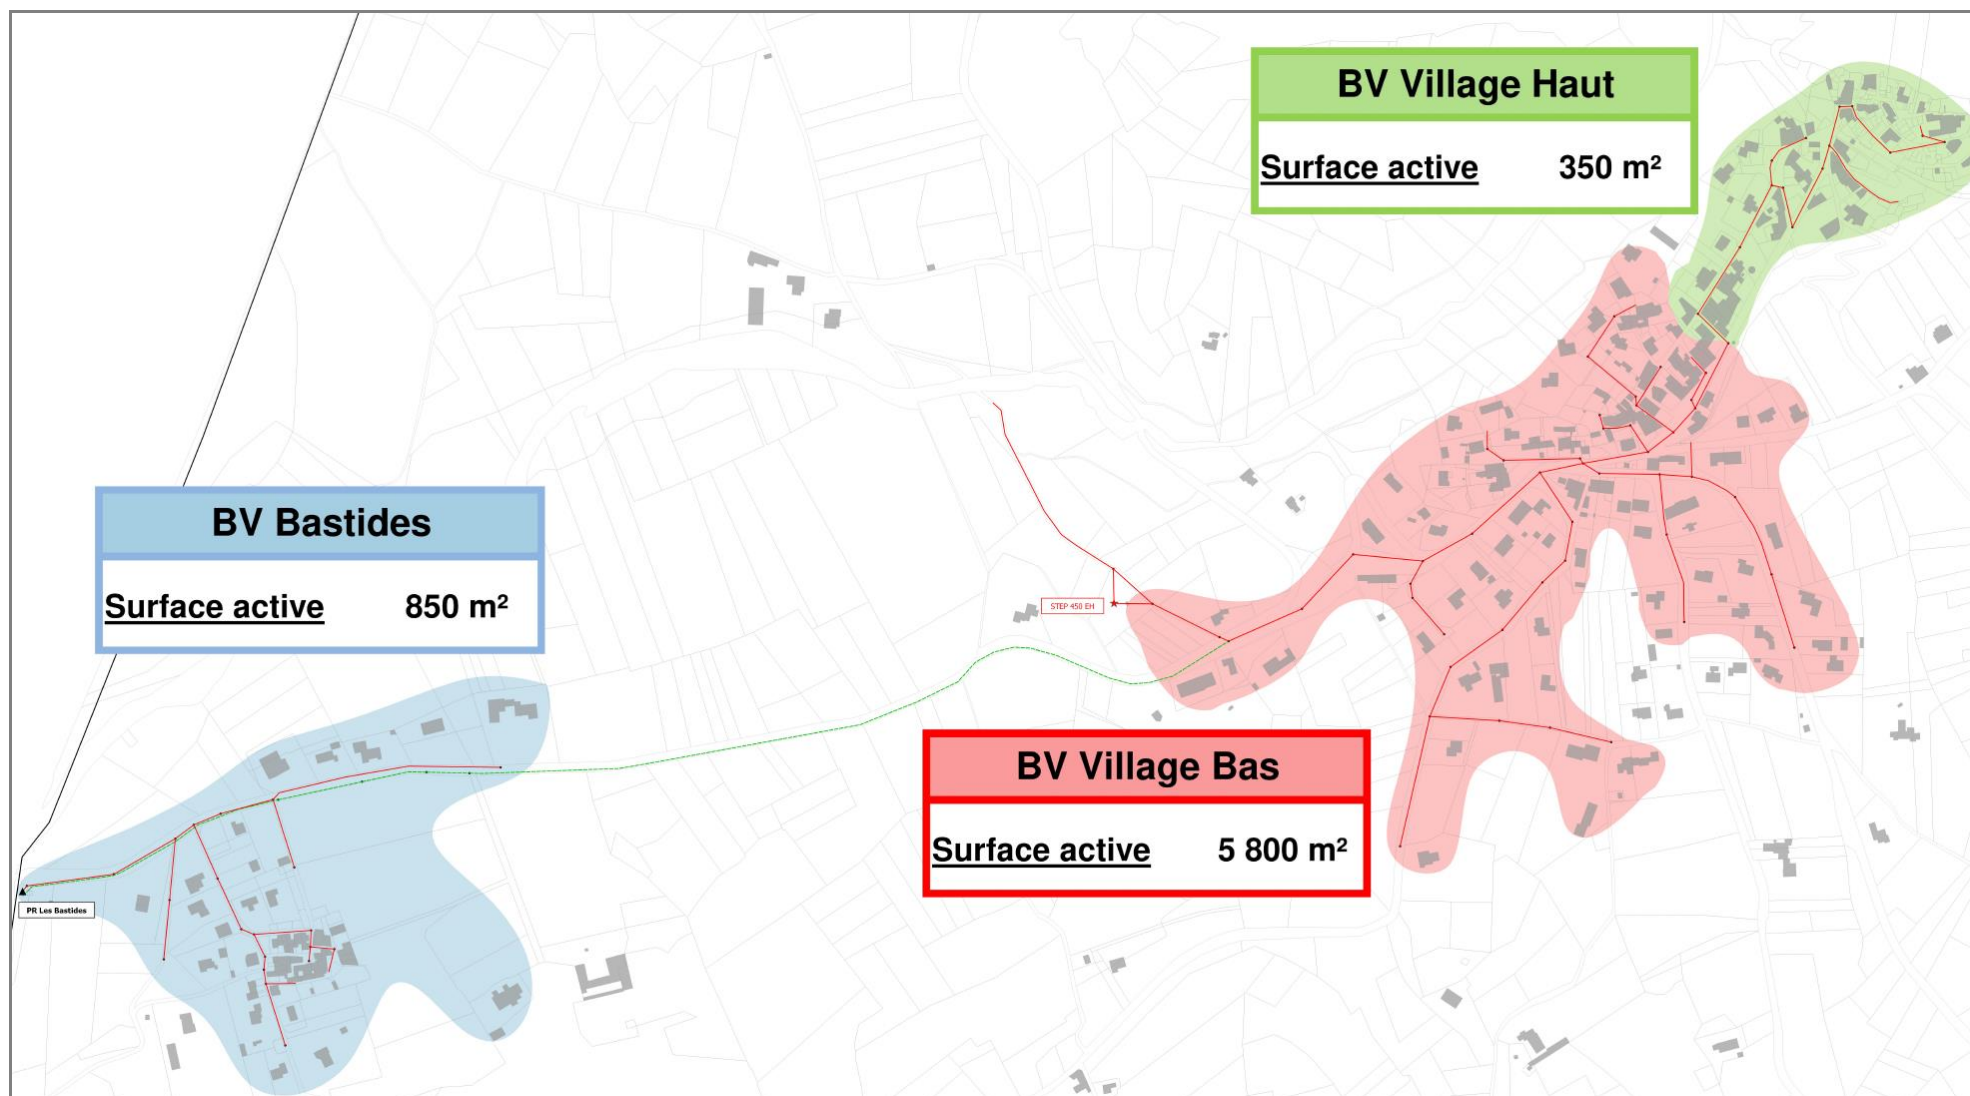 BV Village Haut
Surface active 350 m²
BV Bastides
Surface active 850 m²
STEP 450 EH
BV Village Bas
Surface active 5 800 m²
PR Les Bastides